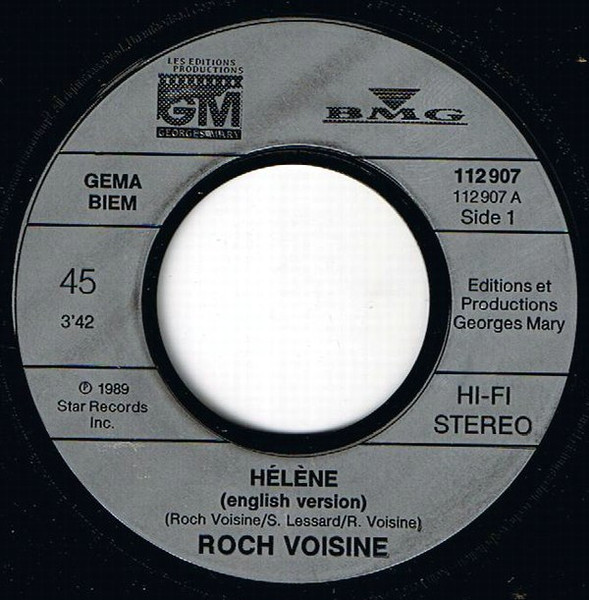 LES EDITIONS
PRODUCTIONS
GM
GEORGES MARY
BMG
GEMA
BIEM
112 907
112 907 A
Side 1
45
3'42
Editions et
Productions
Georges Mary
℗ 1989
Star Records
Inc.
HI-FI
STEREO
HÉLÈNE
(english version)
(Roch Voisine/S. Lessard/R. Voisine)
ROCH VOISINE